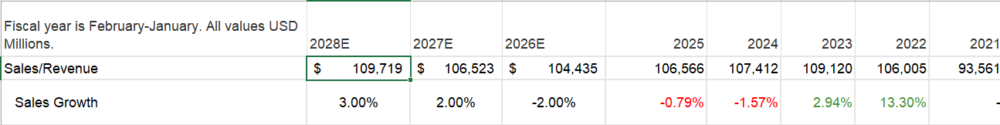 Fiscal year is February-January. All values USD
Millions. 2028E 2027E 2026E 2025 2024 2023 2022 2021
Sales/Revenue $ 109,719 $ 106,523 $ 104,435 106,566 107,412 109,120 106,005 93,561
Sales Growth 3.00% 2.00% -2.00% -0.79% -1.57% 2.94% 13.30% -